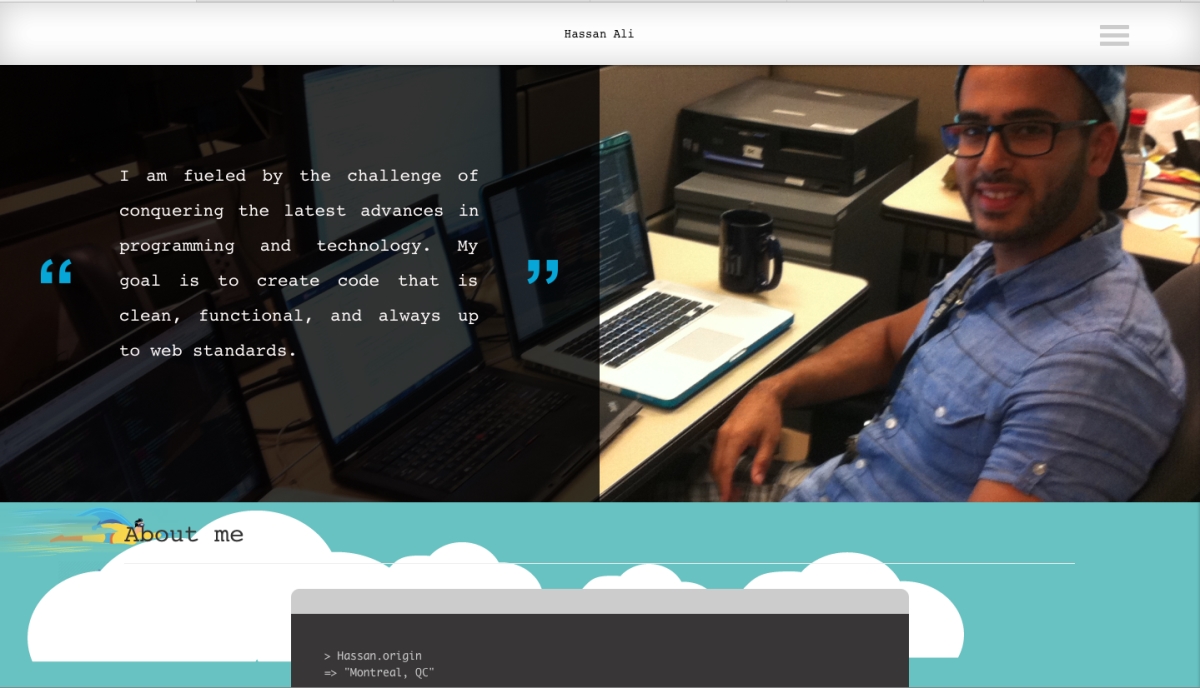 Hassan Ali
I am fueled by the challenge of
conquering the latest advances in
programming and technology. My
“ goal is to create code that is ”
clean, functional, and always up
to web standards.
About me
> Hassan.origin
=> "Montreal, QC"